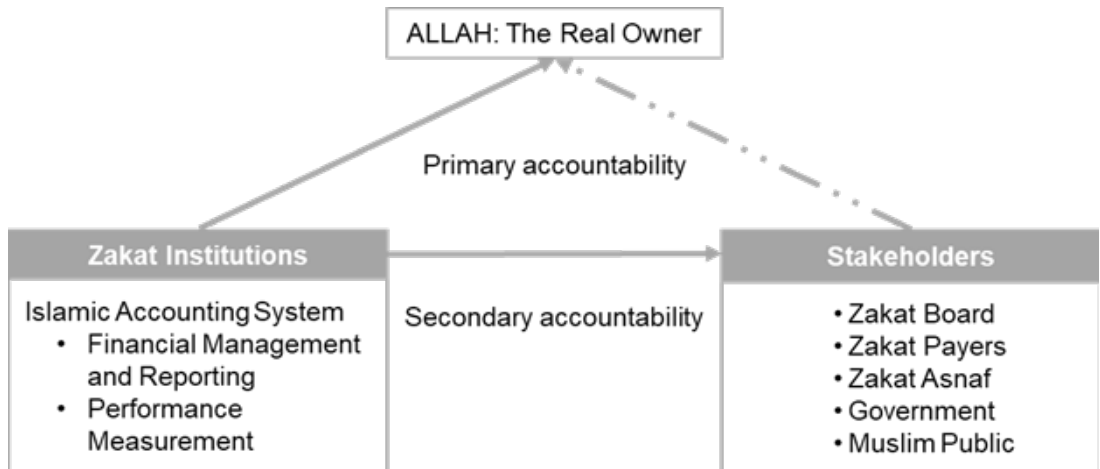 ALLAH: The Real Owner
Primary accountability
Zakat Institutions
Islamic Accounting System
• Financial Management
and Reporting
• Performance
Measurement
Secondary accountability
Stakeholders
• Zakat Board
• Zakat Payers
• Zakat Asnaf
• Government
• Muslim Public